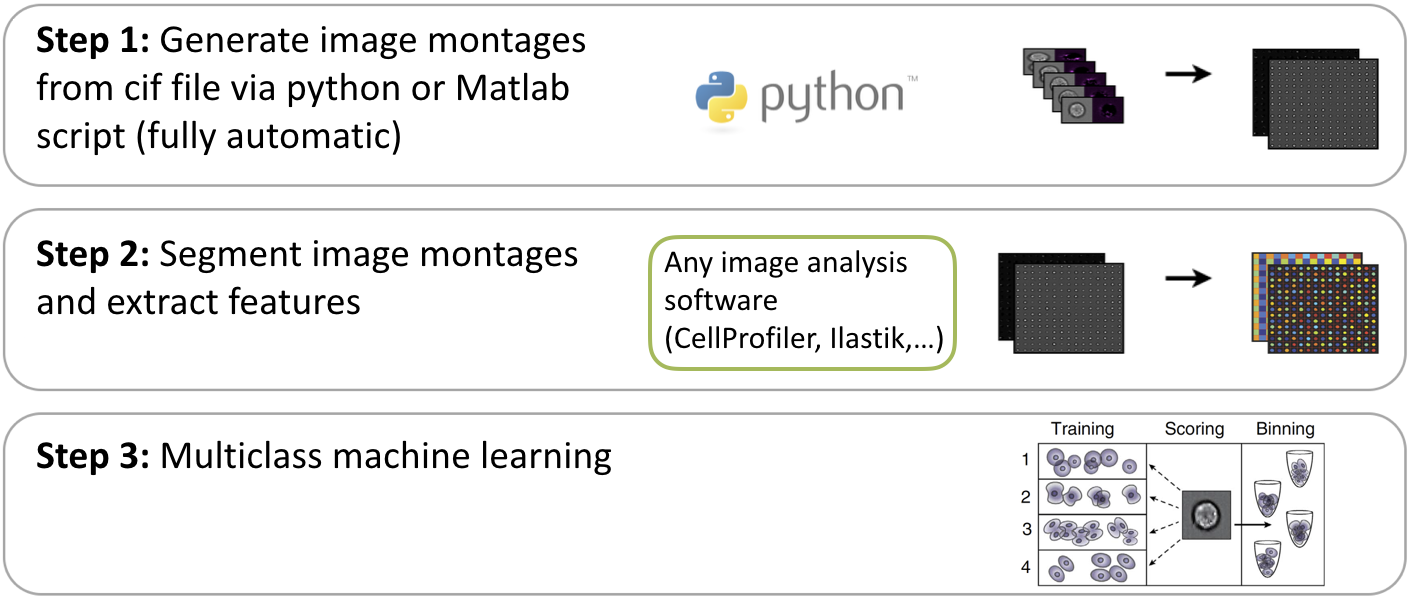 Step 1: Generate image montages
from cif file via python or Matlab
script (fully automatic)
python™
Step 2: Segment image montages
and extract features
Any image analysis
software
(CellProfiler, Ilastik,...)
Step 3: Multiclass machine learning
Training Scoring Binning
1
2
3
4